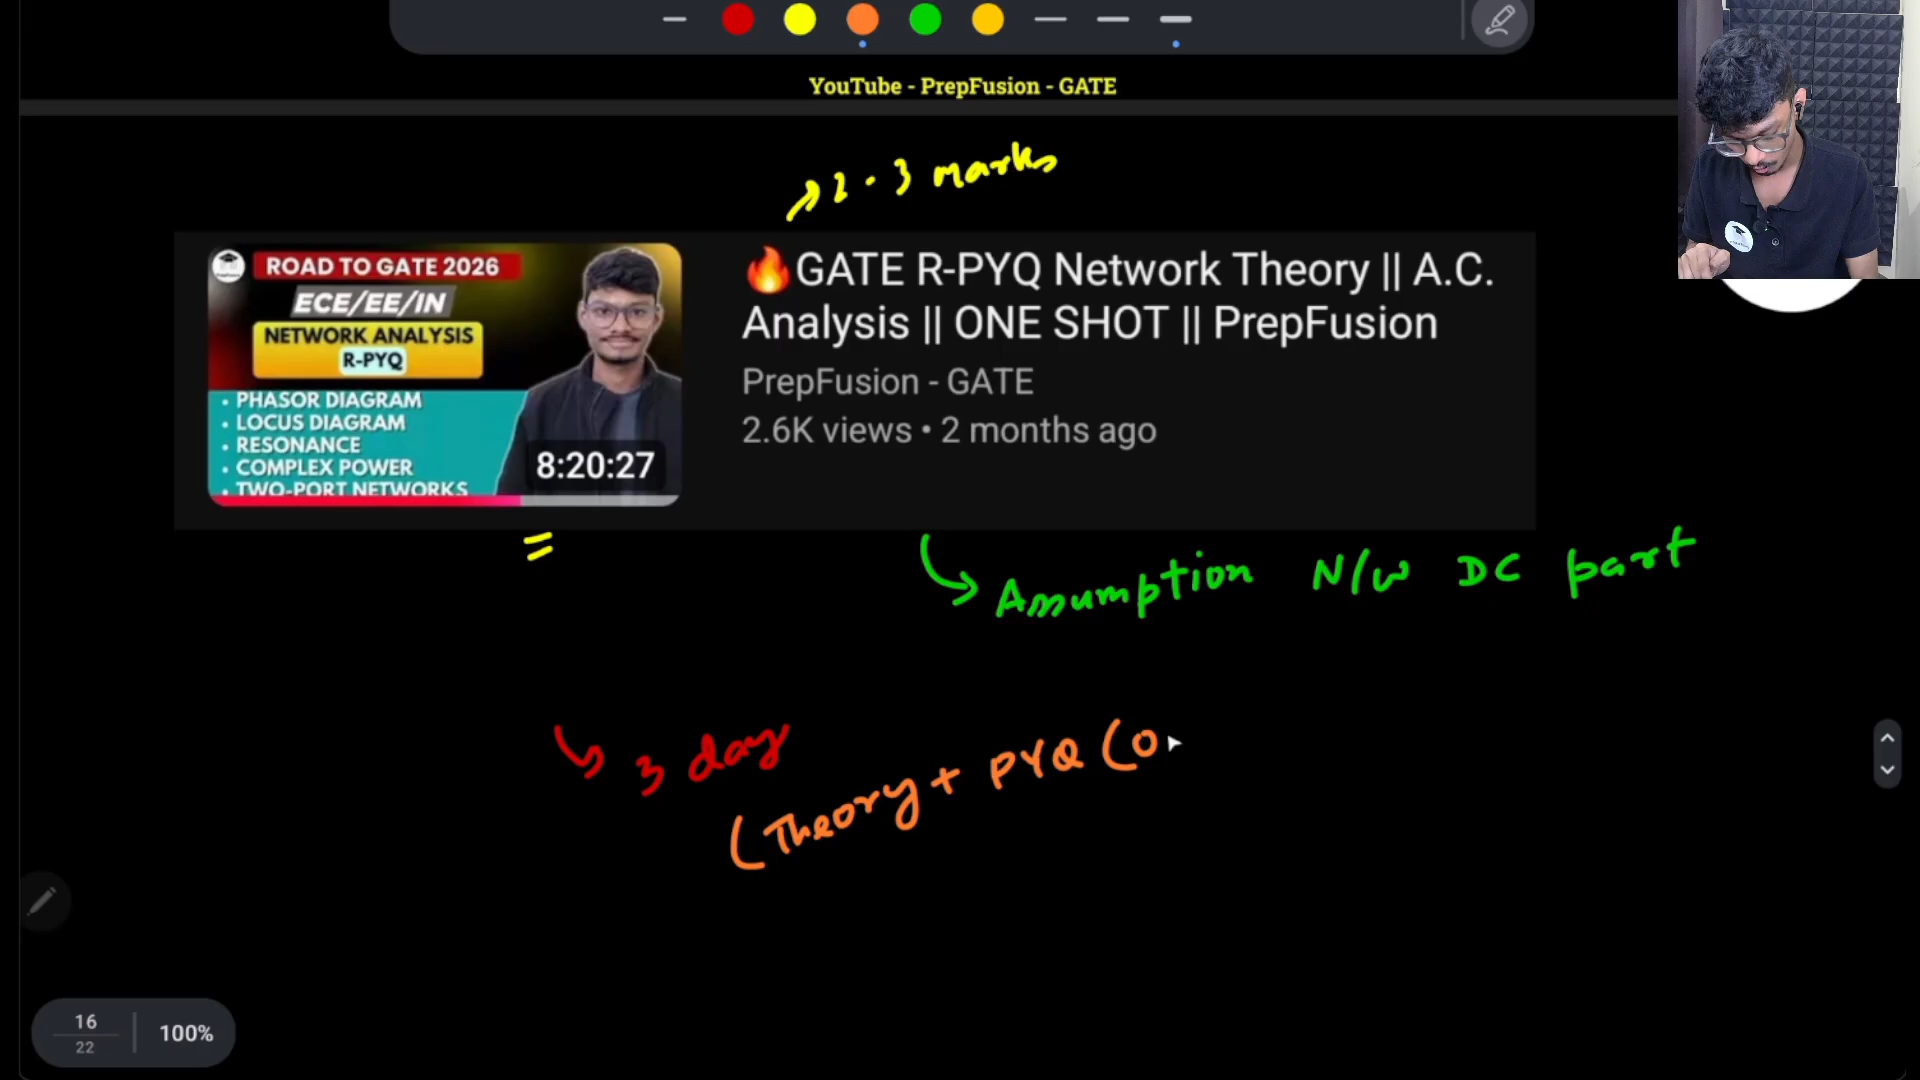 YouTube - PrepFusion - GATE
→ 2 - 3 marks
ROAD TO GATE 2026
ECE/EE/IN
NETWORK ANALYSIS
R-PYQ
• PHASOR DIAGRAM
• LOCUS DIAGRAM
• RESONANCE
• COMPLEX POWER
• TWO-PORT NETWORKS
8:20:27
🔥GATE R-PYQ Network Theory || A.C.
Analysis || ONE SHOT || PrepFusion
PrepFusion - GATE
2.6K views • 2 months ago
Assumption N/W DC part
3 day
(Theory + PYQ (O
16
22
100%